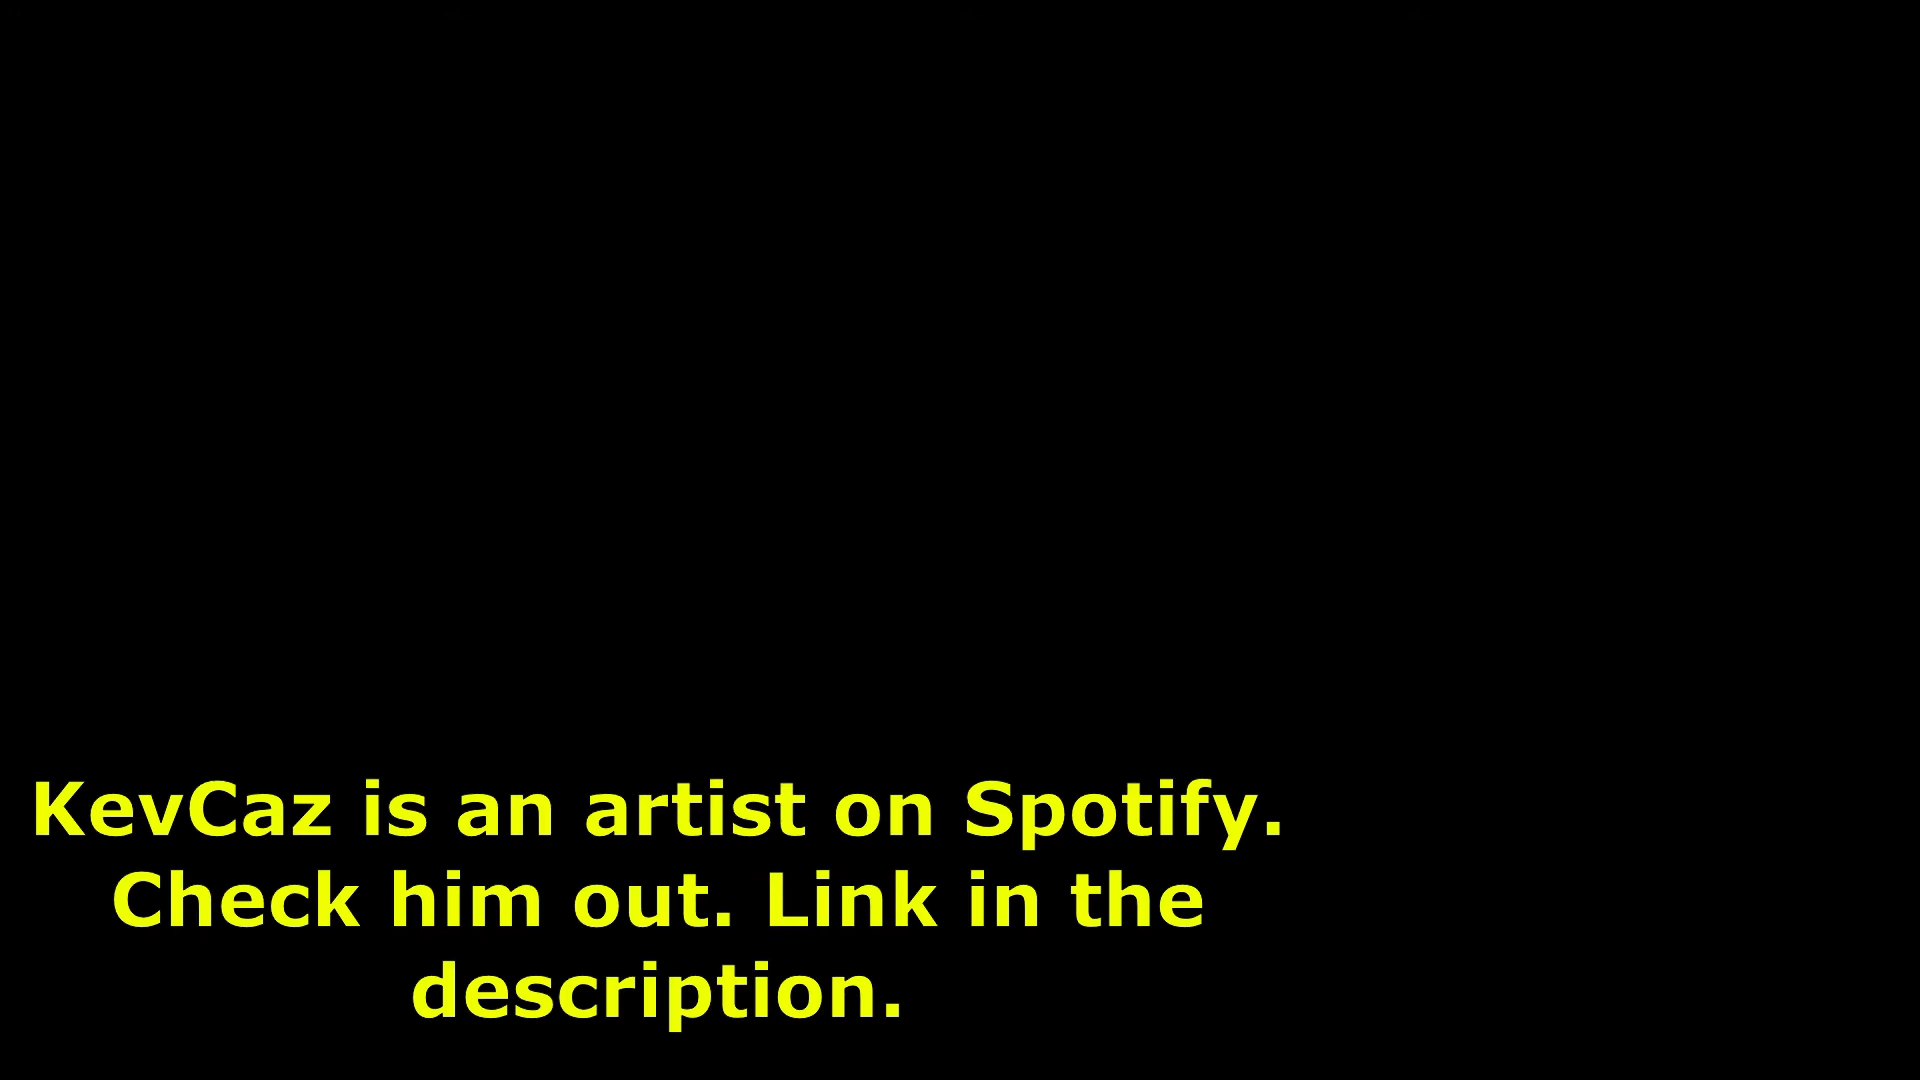 KevCaz is an artist on Spotify.
Check him out. Link in the
description.